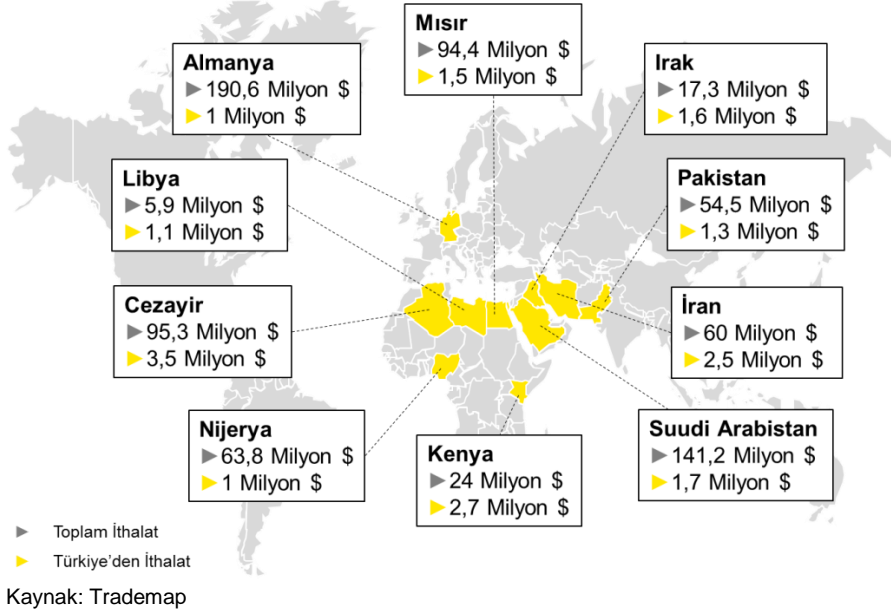 Mısır
▶94,4 Milyon $
▶1,5 Milyon $
Almanya
▶190,6 Milyon $
▶1 Milyon $
Irak
▶17,3 Milyon $
▶1,6 Milyon $
Libya
▶5,9 Milyon $
▶1,1 Milyon $
Pakistan
▶54,5 Milyon $
▶1,3 Milyon $
Cezayir
▶95,3 Milyon $
▶3,5 Milyon $
İran
▶60 Milyon $
▶2,5 Milyon $
Nijerya
▶63,8 Milyon $
▶1 Milyon $
Kenya
▶24 Milyon $
▶2,7 Milyon $
Suudi Arabistan
▶141,2 Milyon $
▶1,7 Milyon $
▶ Toplam İthalat
▶ Türkiye’den İthalat
Kaynak: Trademap